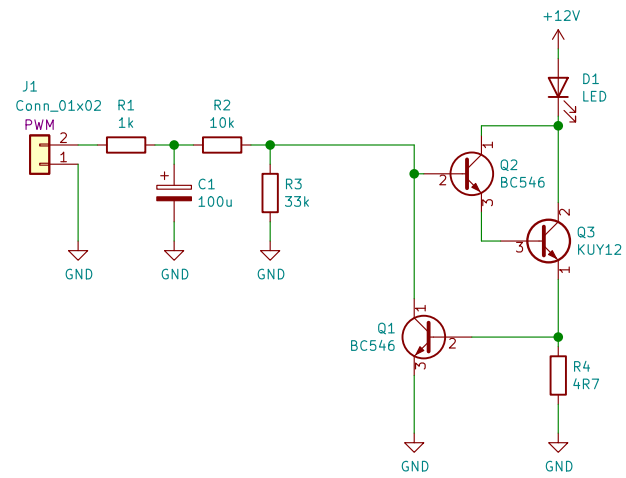 +12V
D1
LED
J1
Conn_01x02
PWM
2
1
R1
1k
R2
10k
C1
100u
+
R3
33k
GND
GND
GND
1
2
3
Q2
BC546
2
3
1
Q3
KUY12
Q1
BC546
1
2
3
R4
4R7
GND
GND